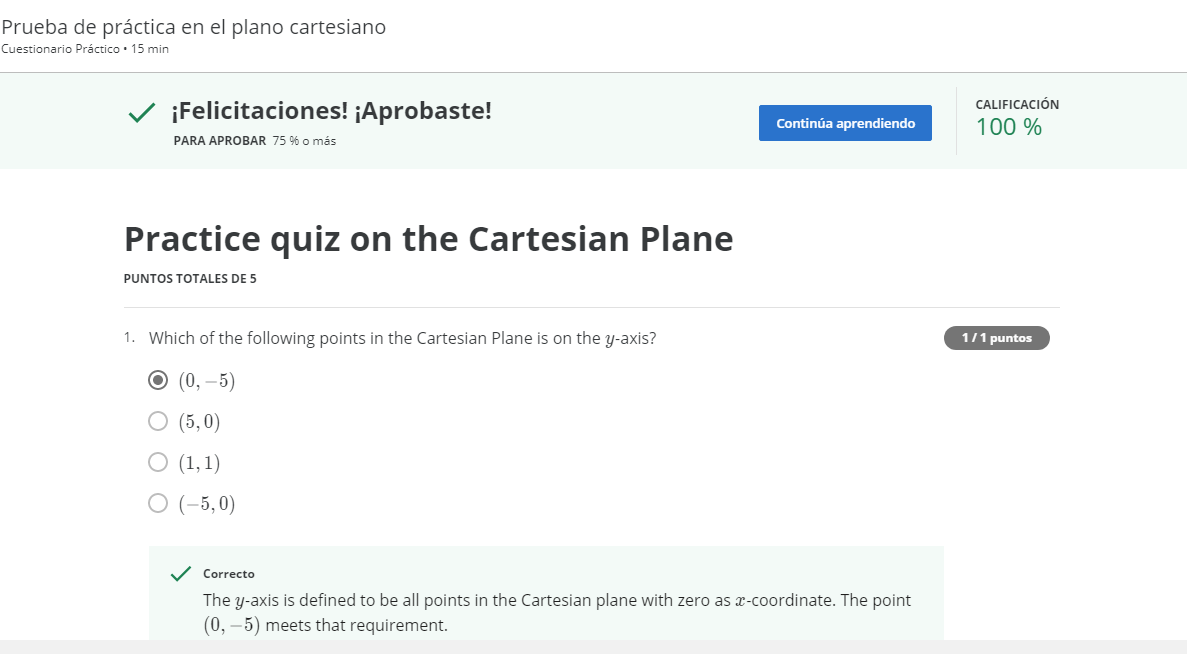 Prueba de práctica en el plano cartesiano
Cuestionario Práctico • 15 min
¡Felicitaciones! ¡Aprobaste!
PARA APROBAR 75 % o más
Continúa aprendiendo
CALIFICACIÓN
100 %
Practice quiz on the Cartesian Plane
PUNTOS TOTALES DE 5
1. Which of the following points in the Cartesian Plane is on the y-axis?
1 / 1 puntos
(0, −5)
(5, 0)
(1, 1)
(−5, 0)
Correcto
The y-axis is defined to be all points in the Cartesian plane with zero as x-coordinate. The point
(0, −5) meets that requirement.